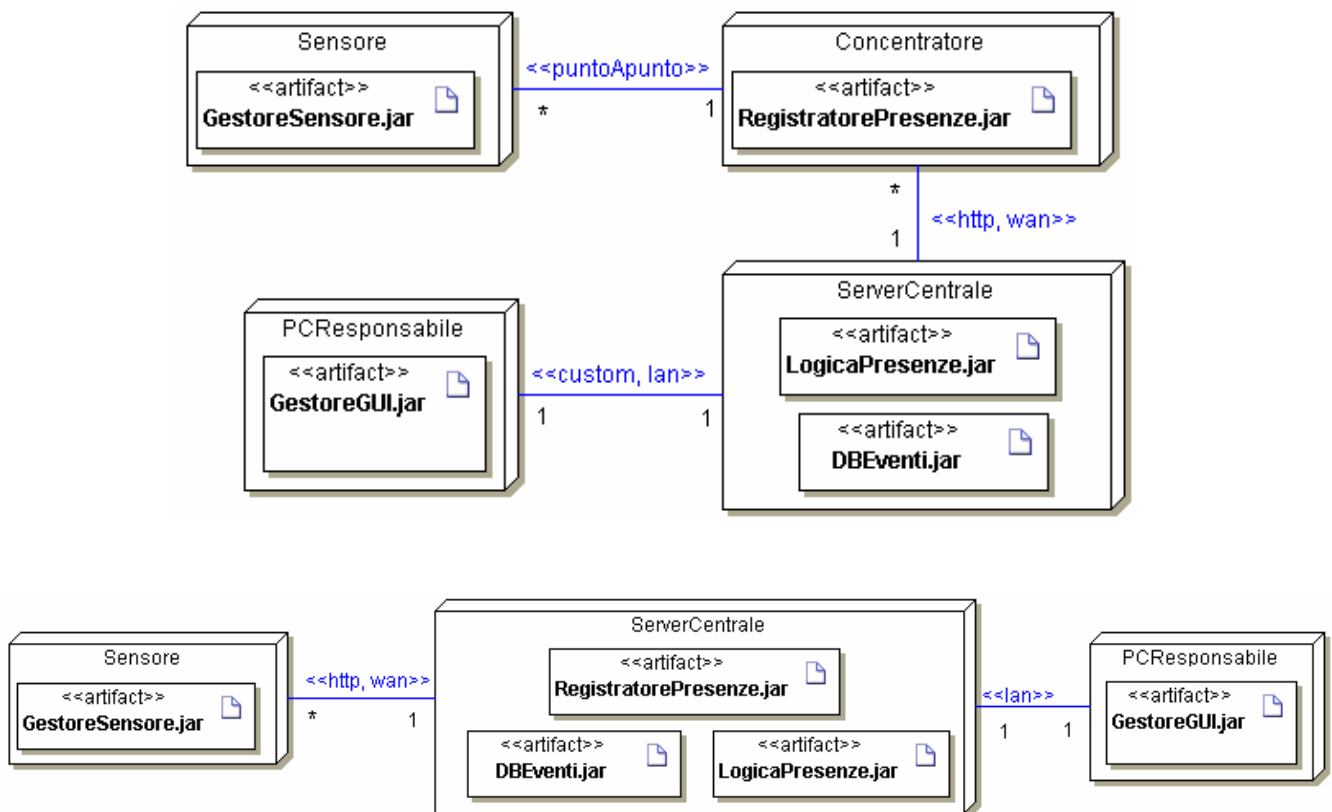 Sensore
<<artifact>>
GestoreSensore.jar
<<puntoApunto>>
*
1
Concentratore
<<artifact>>
RegistratorePresenze.jar
*
<<http, wan>>
1
PCResponsabile
<<artifact>>
GestoreGUI.jar
<<custom, lan>>
1
1
ServerCentrale
<<artifact>>
LogicaPresenze.jar
<<artifact>>
DBEventi.jar
Sensore
<<artifact>>
GestoreSensore.jar
<<http, wan>>
*
1
ServerCentrale
<<artifact>>
RegistratorePresenze.jar
<<artifact>>
DBEventi.jar
<<artifact>>
LogicaPresenze.jar
<<lan>>
1
1
PCResponsabile
<<artifact>>
GestoreGUI.jar